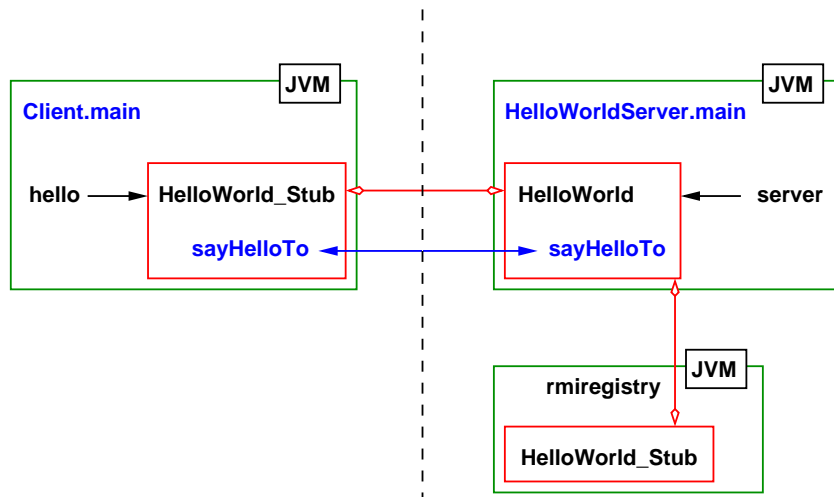 JVM
Client.main
hello
HelloWorld_Stub
sayHelloTo
JVM
HelloWorldServer.main
HelloWorld
server
sayHelloTo
JVM
rmiregistry
HelloWorld_Stub